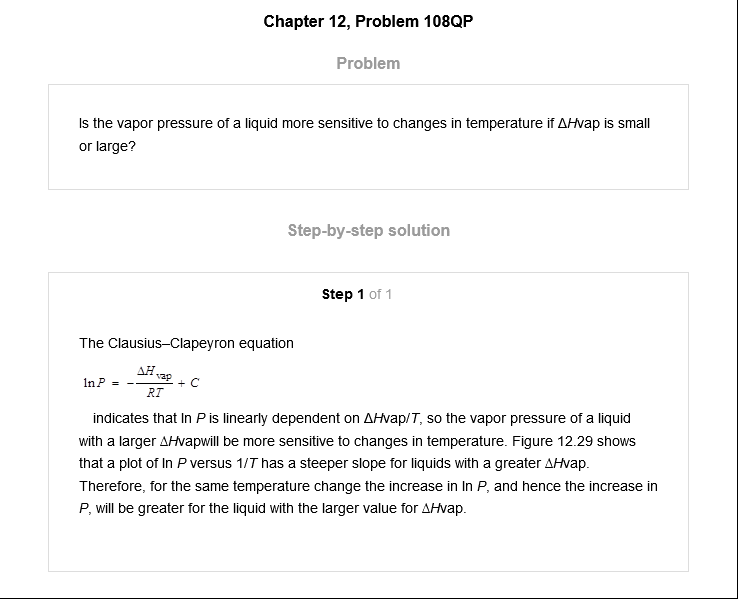 Chapter 12, Problem 108QP
Problem
Is the vapor pressure of a liquid more sensitive to changes in temperature if ΔHvap is small
or large?
Step-by-step solution
Step 1 of 1
The Clausius–Clapeyron equation
ln P = - ΔHvap / RT + C
indicates that ln P is linearly dependent on ΔHvap/T, so the vapor pressure of a liquid
with a larger ΔHvapwill be more sensitive to changes in temperature. Figure 12.29 shows
that a plot of ln P versus 1/T has a steeper slope for liquids with a greater ΔHvap.
Therefore, for the same temperature change the increase in ln P, and hence the increase in
P, will be greater for the liquid with the larger value for ΔHvap.